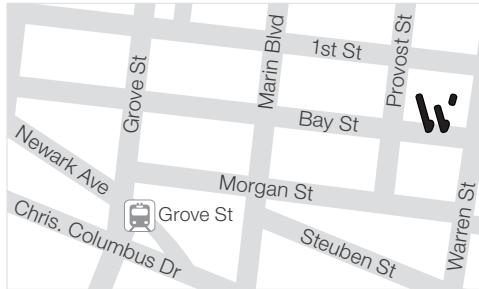 1st St
Marin Blvd
Provost St
Grove St
Bay St
Newark Ave
Morgan St
Grove St
Warren St
Chris. Columbus Dr
Steuben St